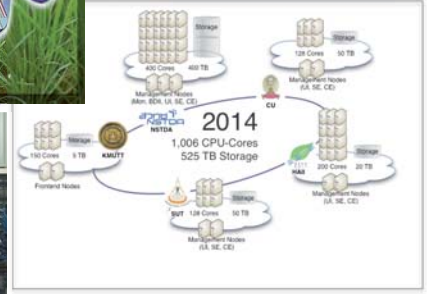 Storage
400 Cores 400 TB
Management Nodes
(Mon, BDII, UI, SE, CE)
Storage
128 Cores 50 TB
Management Nodes
(UI, SE, CE)
CU
NSTDA
NSTDA
2014
1,006 CPU-Cores
525 TB Storage
Storage
150 Cores 5 TB
KMUTT
Frontend Nodes
Storage
200 Cores 20 TB
HAII
Management Nodes
(UI, SE, CE)
SUT
Storage
128 Cores 50 TB
Management Nodes
(UI, SE, CE)